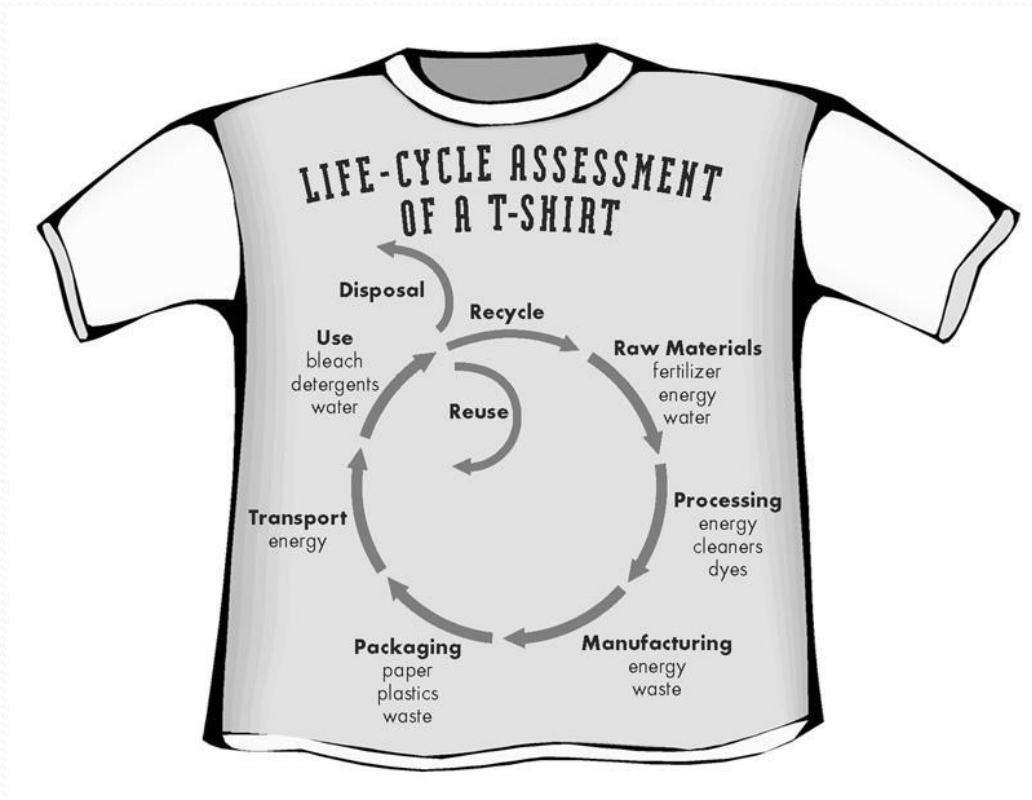 LIFE-CYCLE ASSESSMENT
OF A T-SHIRT
Disposal
Recycle
Use
bleach
detergents
water
Reuse
Raw Materials
fertilizer
energy
water
Processing
energy
cleaners
dyes
Manufacturing
energy
waste
Packaging
paper
plastics
waste
Transport
energy